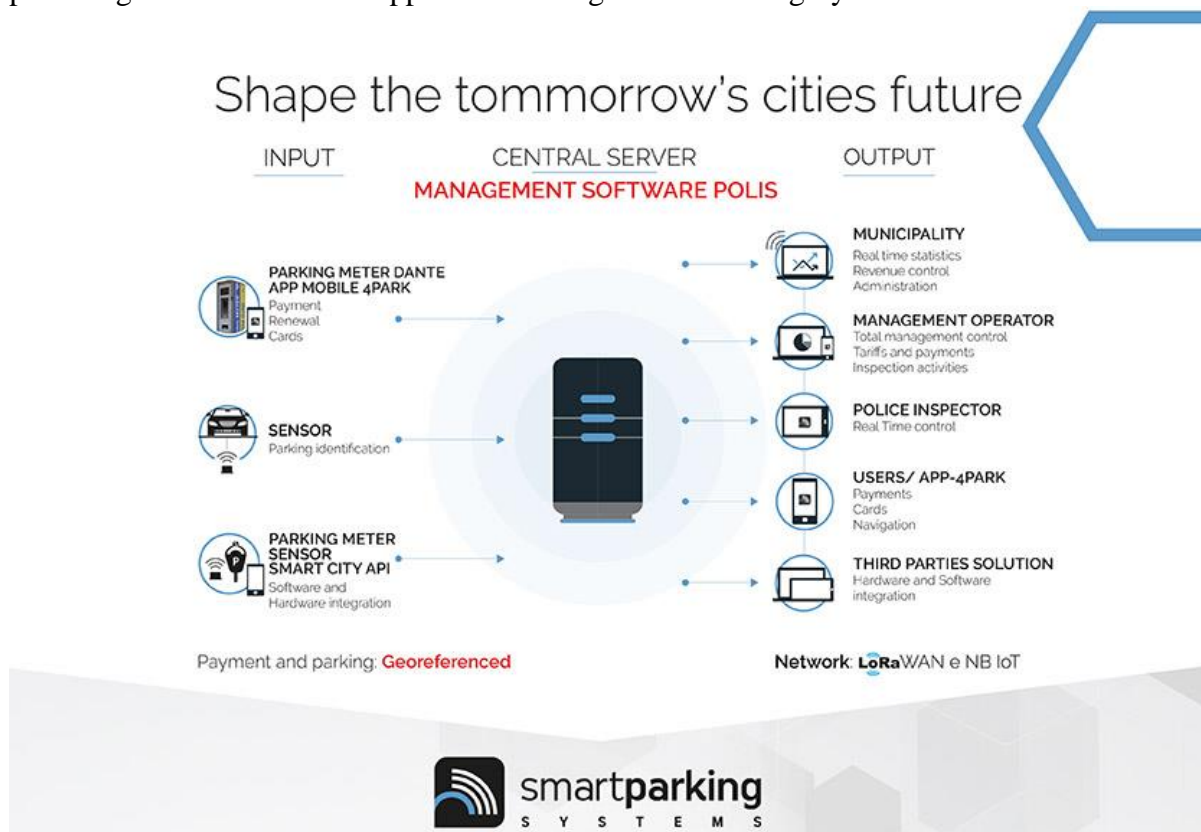 Shape the tommorrow's cities future
INPUT
CENTRAL SERVER
MANAGEMENT SOFTWARE POLIS
OUTPUT
PARKING METER DANTE
APP MOBILE 4PARK
Payment
Renewal
Cards
SENSOR
Parking identification
PARKING METER
SENSOR
SMART CITY API
Software and
Hardware integration
MUNICIPALITY
Real time statistics
Revenue control
Administration
MANAGEMENT OPERATOR
Total management control
Tariffs and payments
Inspection activities
POLICE INSPECTOR
Real Time control
USERS/ APP-4PARK
Payments
Cards
Navigation
THIRD PARTIES SOLUTION
Hardware and Software
integration
Payment and parking: Georeferenced
Network: LoRaWAN e NB IoT
smartparking
SYSTEMS